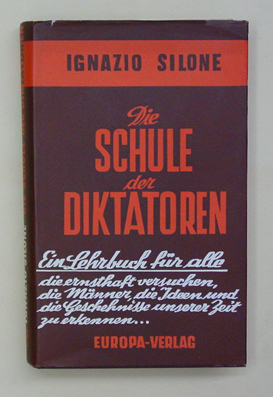 IGNAZIO SILONE
Die
SCHULE
der
DIKTATOREN
Ein Lehrbuch für alle
die ernsthaft versuchen,
die Männer, die Ideen und
die Geschehnisse unserer Zeit
zu erkennen...
EUROPA-VERLAG